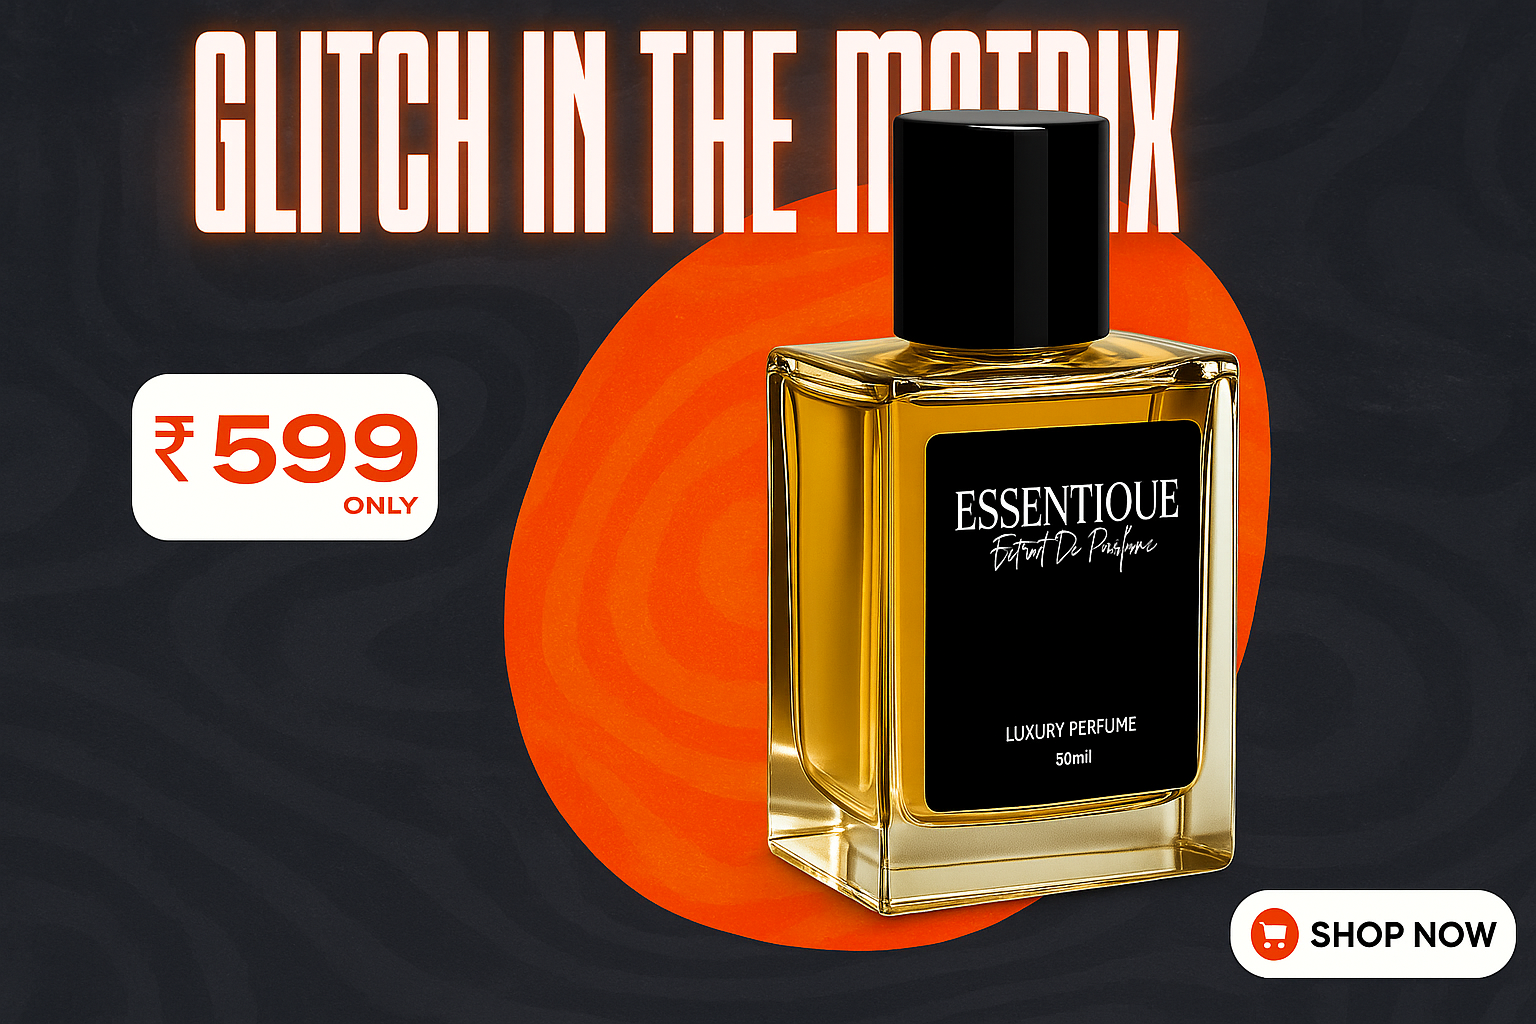 GLITCH IN THE MATRIX
₹599
ONLY
ESSENTIQUE
LUXURY PERFUME
50mil
SHOP NOW